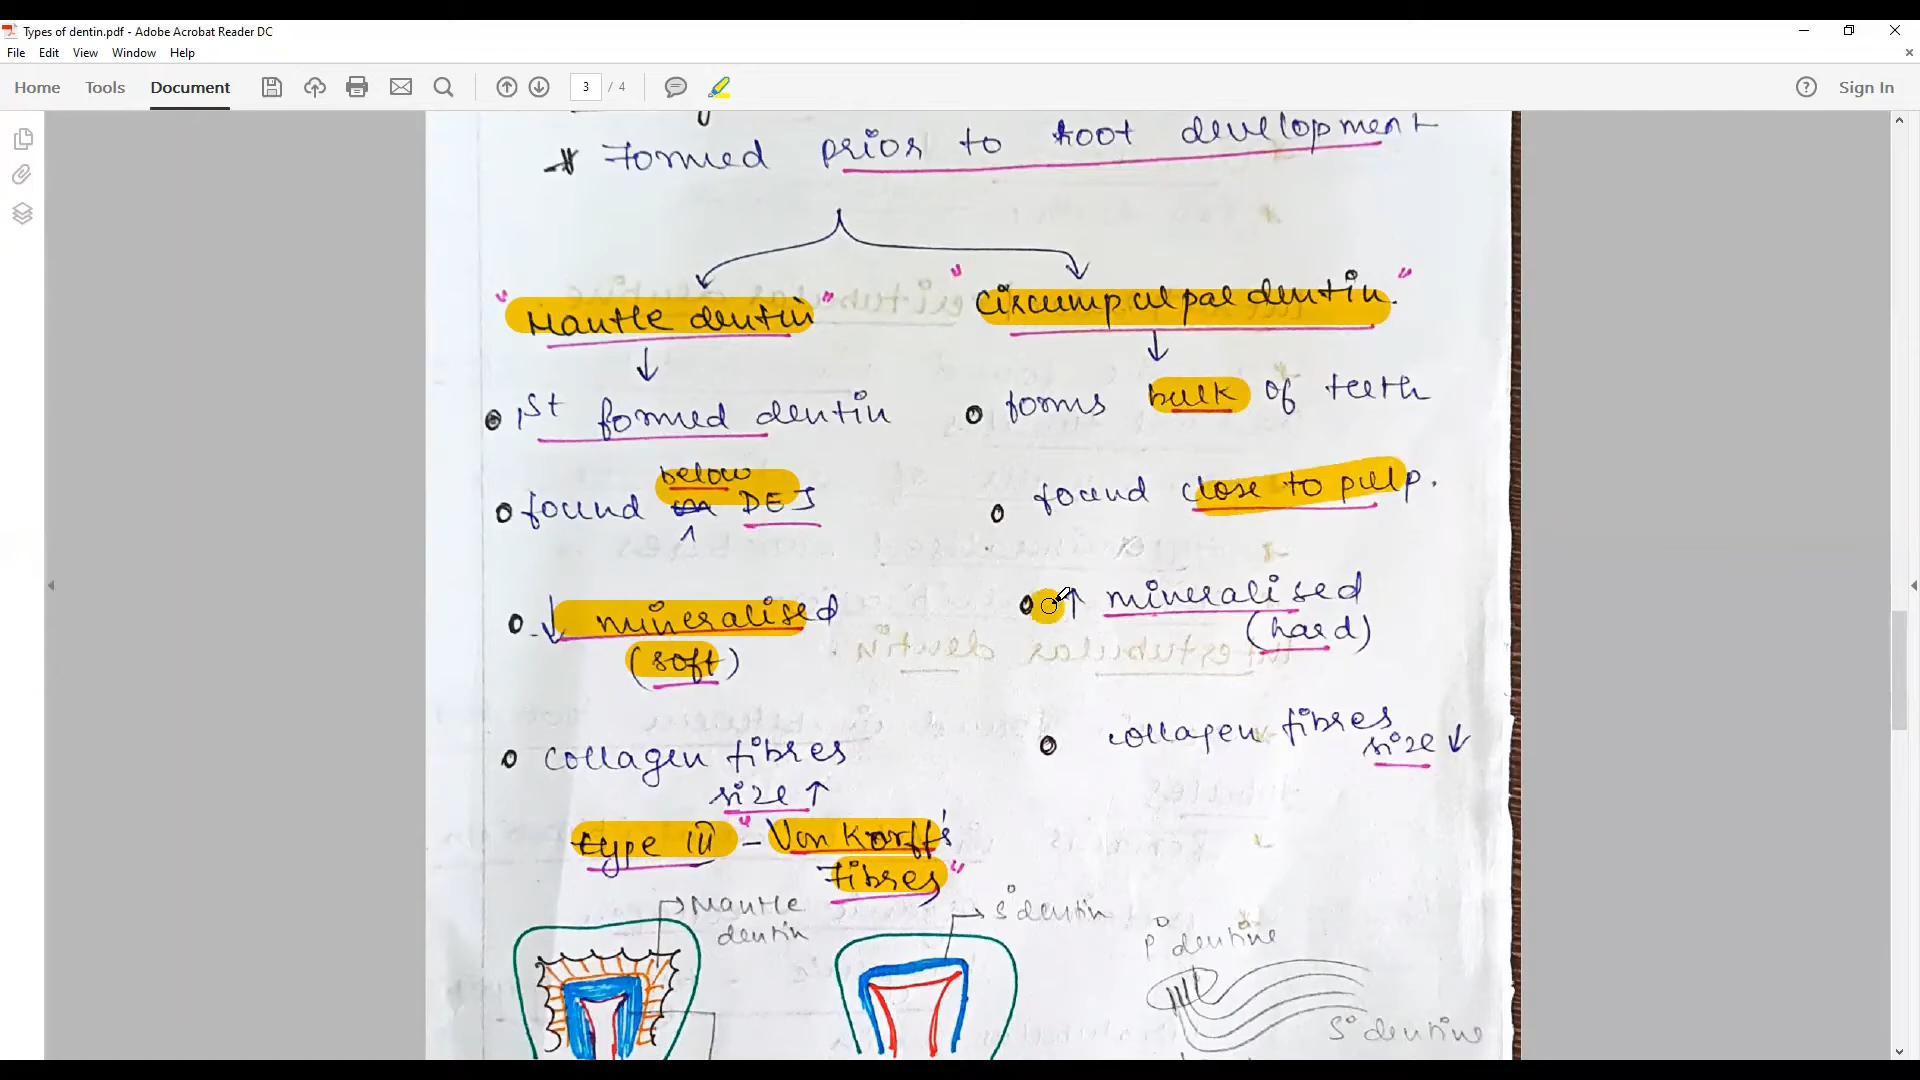 Types of dentin.pdf - Adobe Acrobat Reader DC
File Edit View Window Help
Home Tools Document 3 / 4 Sign In
Formed prior to root development
"Mantle dentin"
"Circumpulpal dentin."
1st formed dentin
forms bulk of teeth
found below DEJ
found close to pulp.
↓ mineralised
(soft)
↑ mineralised
(hard)
collagen fibres
size ↑
collagen fibres
size ↓
type III - "Von Korff's
Fibres"
Mantle
dentin
s° dentin
P° dentine
S° dentine